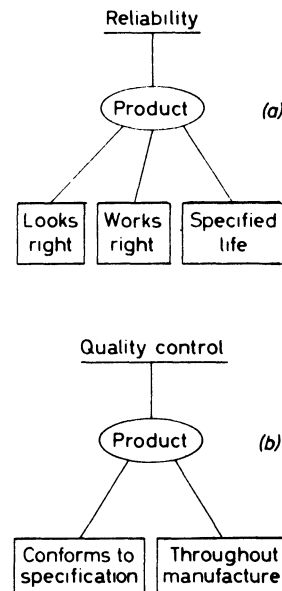 Reliability
Product
(a)
Looks
right
Works
right
Specified
life
Quality control
Product
(b)
Conforms to
specification
Throughout
manufacture